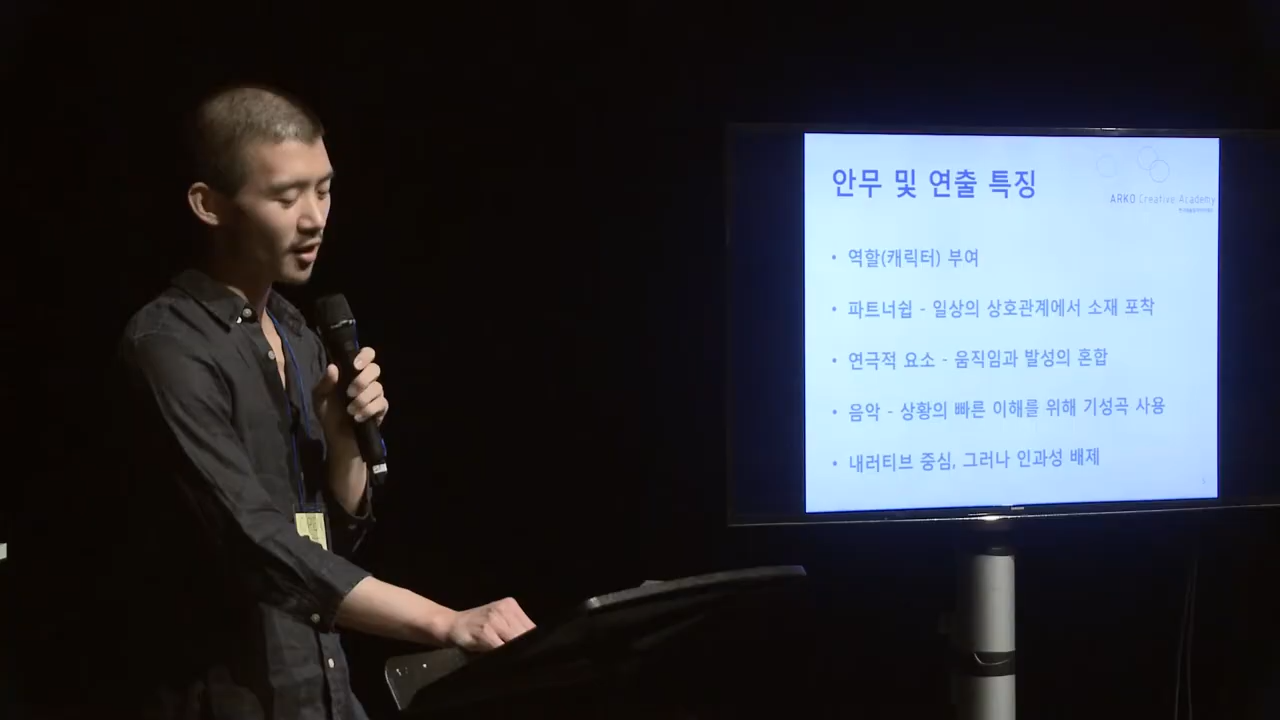 안무 및 연출 특징
ARKO Creative Academy
• 역할(캐릭터) 부여
• 파트너쉽 - 일상의 상호관계에서 소재 포착
• 연극적 요소 - 움직임과 발성의 혼합
• 음악 - 상황의 빠른 이해를 위해 기성곡 사용
• 내러티브 중심, 그러나 인과성 배제